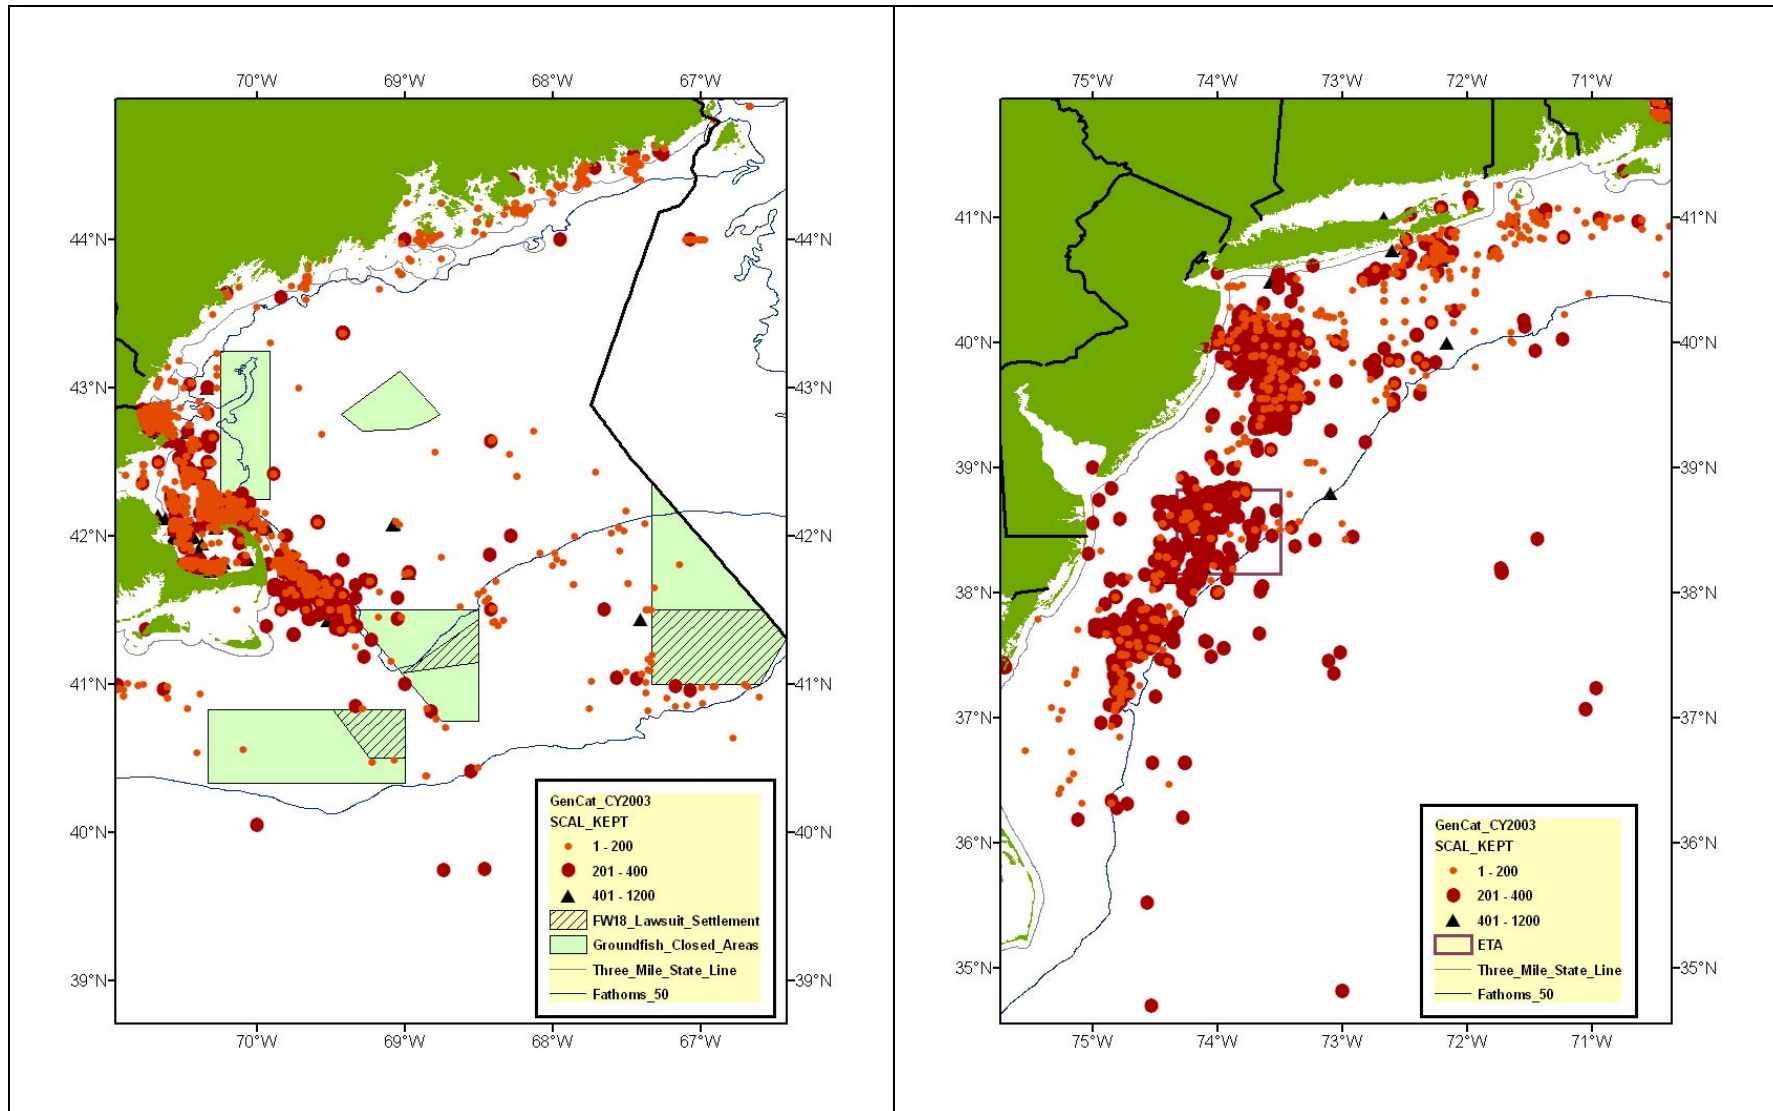 70°W 69°W 68°W 67°W
44°N 44°N
43°N 43°N
42°N 42°N
41°N 41°N
40°N 40°N
39°N 39°N
70°W 69°W 68°W 67°W
GenCat_CY2003
SCAL_KEPT
1 - 200
201 - 400
401 - 1200
FW18_Lawsuit_Settlement
Groundfish_Closed_Areas
Three_Mile_State_Line
Fathoms_50
75°W 74°W 73°W 72°W 71°W
41°N 41°N
40°N 40°N
39°N 39°N
38°N 38°N
37°N 37°N
36°N 36°N
35°N 35°N
75°W 74°W 73°W 72°W 71°W
GenCat_CY2003
SCAL_KEPT
1 - 200
201 - 400
401 - 1200
ETA
Three_Mile_State_Line
Fathoms_50